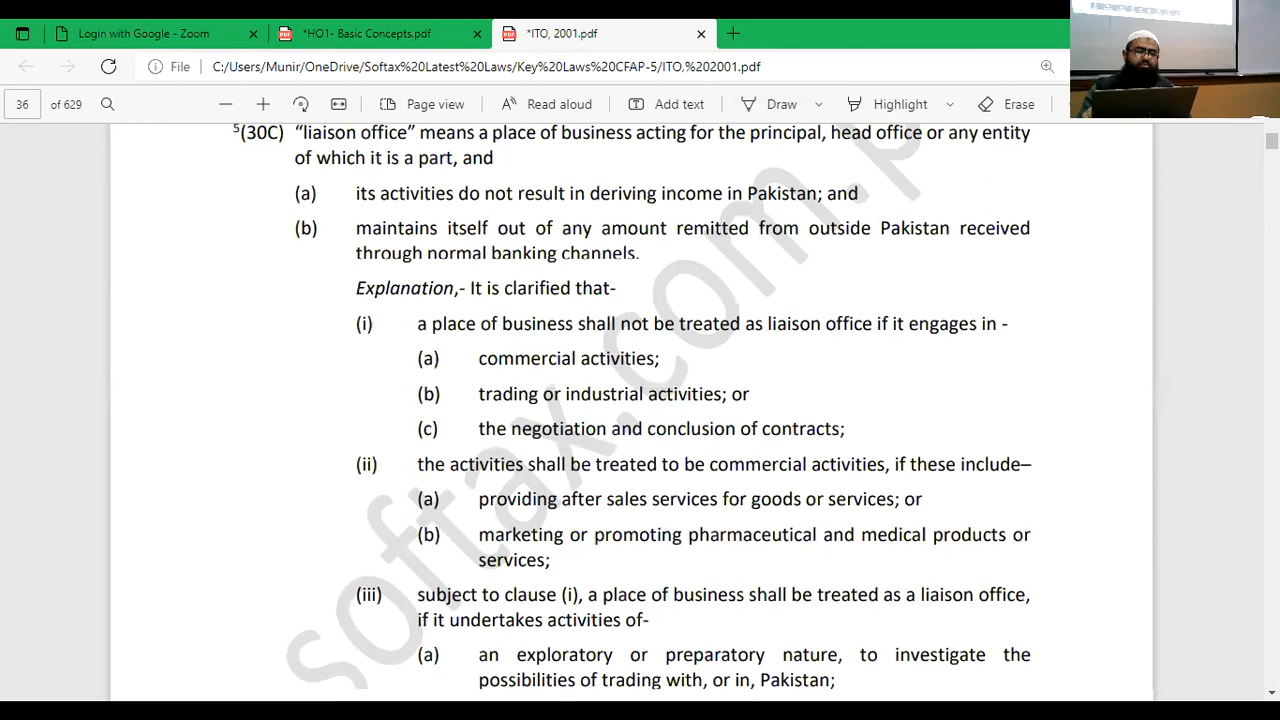 Login with Google - Zoom
*HO1- Basic Concepts.pdf
*ITO, 2001.pdf
File
C:/Users/Munir/OneDrive/Softax%20Latest%20Laws/Key%20Laws%20CFAP-5/ITO,%202001.pdf
36 of 629
Page view
Read aloud
Add text
Draw
Highlight
Erase
5(30C) “liaison office” means a place of business acting for the principal, head office or any entity
of which it is a part, and
(a) its activities do not result in deriving income in Pakistan; and
(b) maintains itself out of any amount remitted from outside Pakistan received
through normal banking channels.
Explanation,- It is clarified that-
(i) a place of business shall not be treated as liaison office if it engages in -
(a) commercial activities;
(b) trading or industrial activities; or
(c) the negotiation and conclusion of contracts;
(ii) the activities shall be treated to be commercial activities, if these include–
(a) providing after sales services for goods or services; or
(b) marketing or promoting pharmaceutical and medical products or
services;
(iii) subject to clause (i), a place of business shall be treated as a liaison office,
if it undertakes activities of-
(a) an exploratory or preparatory nature, to investigate the
possibilities of trading with, or in, Pakistan;
softax.com.p